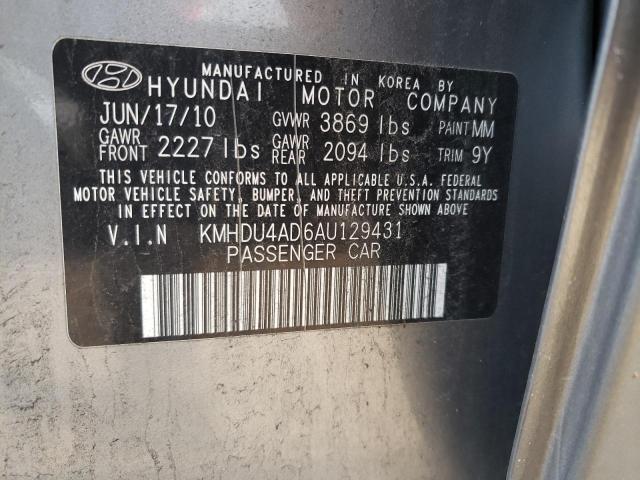 MANUFACTURED IN KOREA BY
HYUNDAI MOTOR COMPANY
JUN/17/10 GVWR 3869 lbs PAINT MM
GAWR FRONT 2227 lbs GAWR REAR 2094 lbs TRIM 9Y
THIS VEHICLE CONFORMS TO ALL APPLICABLE U.S.A. FEDERAL
MOTOR VEHICLE SAFETY, BUMPER, AND THEFT PREVENTION
STANDARDS IN EFFECT ON THE DATE OF MANUFACTURE SHOWN ABOVE
V.I.N KMHDU4AD6AU129431
PASSENGER CAR